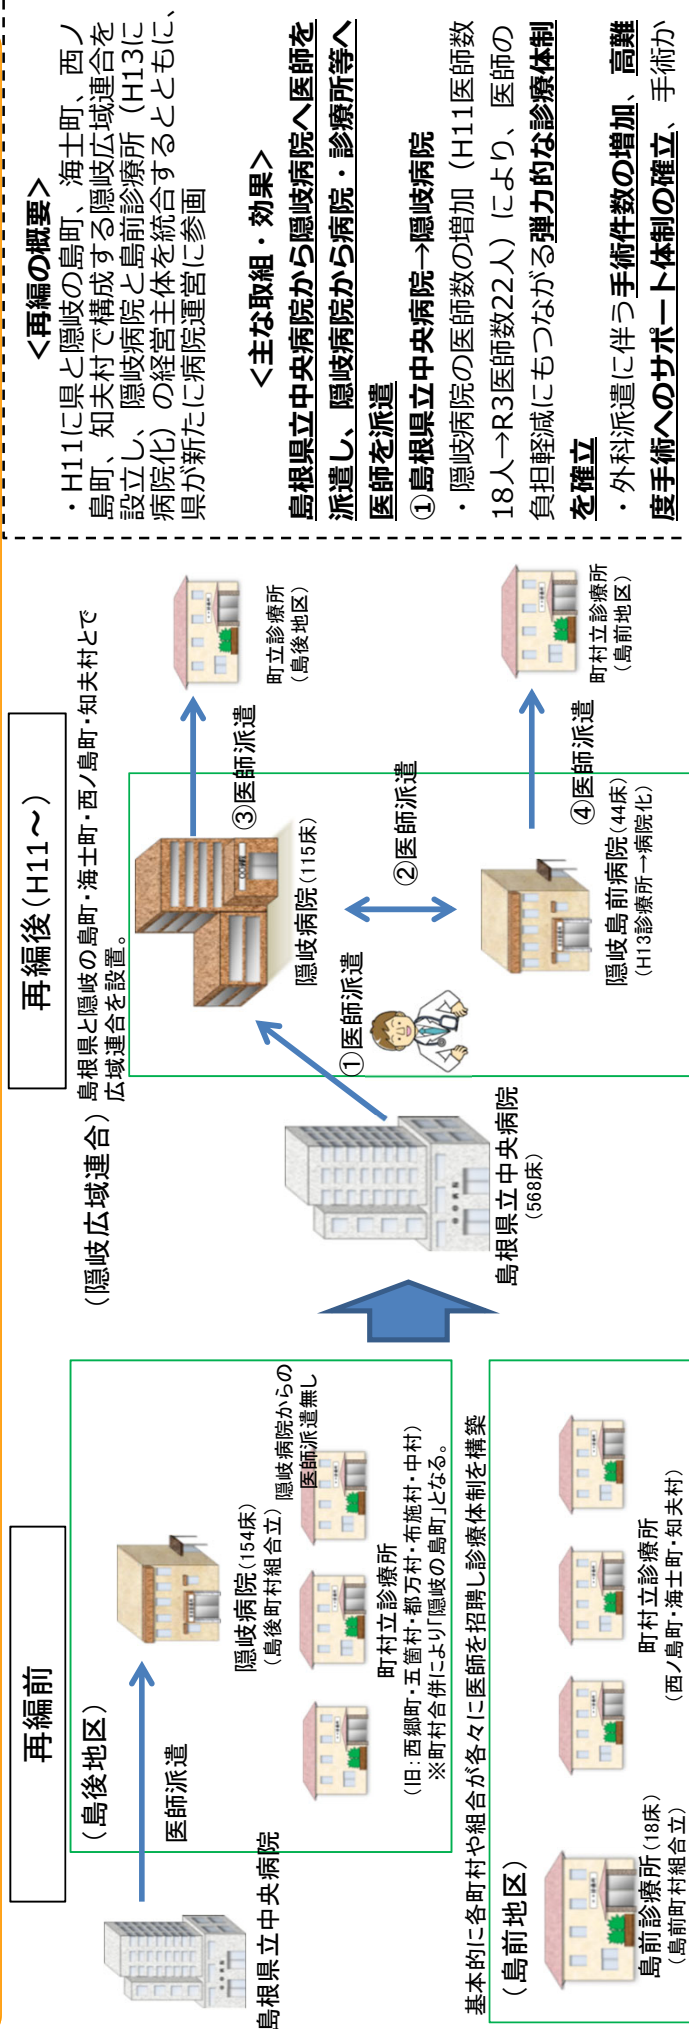 再編前
(島後地区)
医師派遣
島根県立中央病院
隠岐病院(154床)
(島後町村組合立)
隠岐病院からの
医師派遣無し
町村立診療所
(旧:西郷町・五箇村・都万村・布施村・中村)
※町村合併により「隠岐の島町」となる。
基本的に各町村や組合が各々に医師を招聘し診療体制を構築
(島前地区)
島前診療所(18床)
(島前町村組合立)
町村立診療所
(西ノ島町・海士町・知夫村)
再編後(H11~)
(隠岐広域連合)
島根県と隠岐の島町・海士町・西ノ島町・知夫村とで
広域連合を設置。
島根県立中央病院
(568床)
①医師派遣
隠岐病院(115床)
②医師派遣
隠岐島前病院(44床)
(H13診療所→病院化)
③医師派遣
町立診療所
(島後地区)
④医師派遣
町村立診療所
(島前地区)
<再編の概要>
・H11に県と隠岐の島町、海士町、西ノ
島町、知夫村で構成する隠岐広域連合を
設立し、隠岐病院と島前診療所(H13に
病院化)の経営主体を統合するとともに、
県が新たに病院運営に参画
<主な取組・効果>
島根県立中央病院から隠岐病院へ医師を
派遣し、隠岐病院から病院・診療所等へ
医師を派遣
①島根県立中央病院→隠岐病院
・隠岐病院の医師数の増加(H11医師数
18人→R3医師数22人)により、医師の
負担軽減にもつながる弾力的な診療体制
を確立
・外科派遣に伴う手術件数の増加、高難
度手術へのサポート体制の確立、手術か